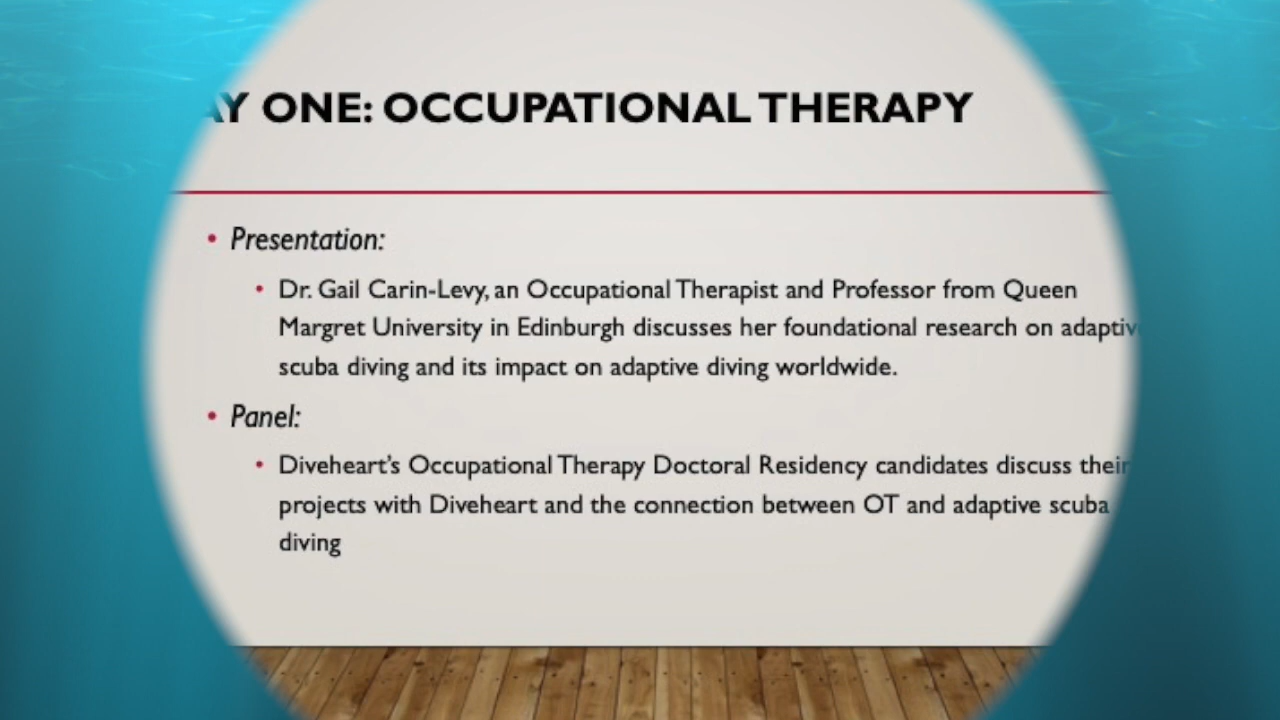 AY ONE: OCCUPATIONAL THERAPY
• Presentation:
• Dr. Gail Carin-Levy, an Occupational Therapist and Professor from Queen
Margret University in Edinburgh discusses her foundational research on adaptive
scuba diving and its impact on adaptive diving worldwide.
• Panel:
• Diveheart’s Occupational Therapy Doctoral Residency candidates discuss their
projects with Diveheart and the connection between OT and adaptive scuba
diving